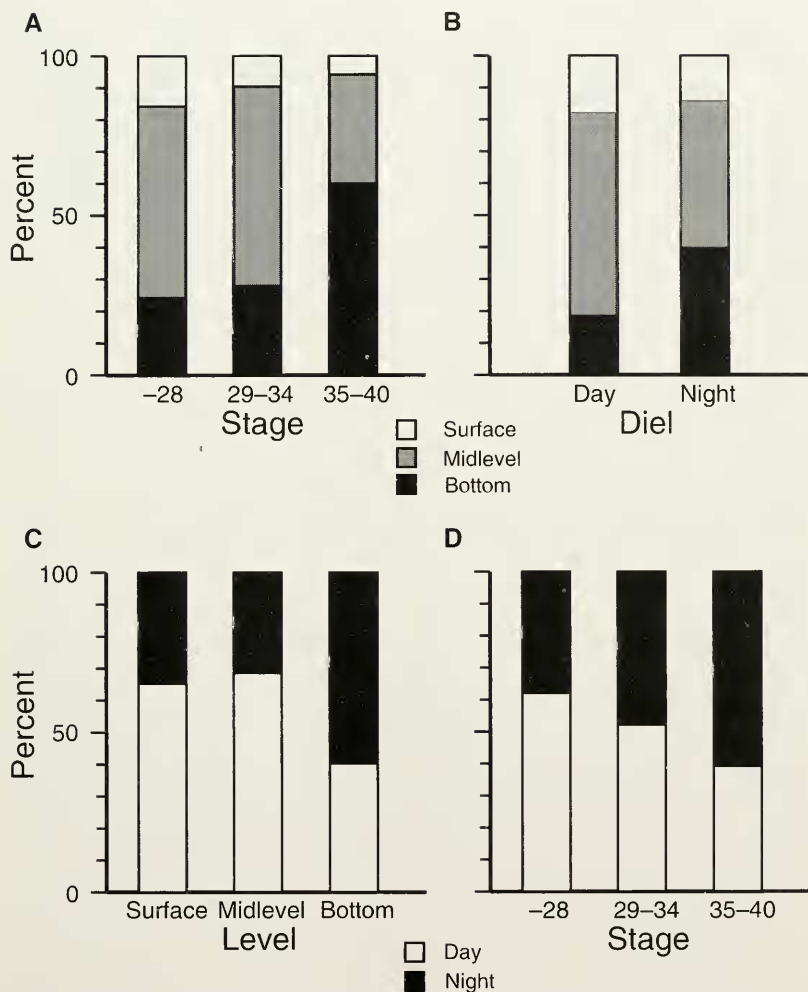 A
B
100
50
0
Percent
–28 29–34 35–40
Stage
Day Night
Diel
Surface
Midlevel
Bottom
C
D
100
50
0
Percent
Surface Midlevel Bottom
Level
–28 29–34 35–40
Stage
Day
Night